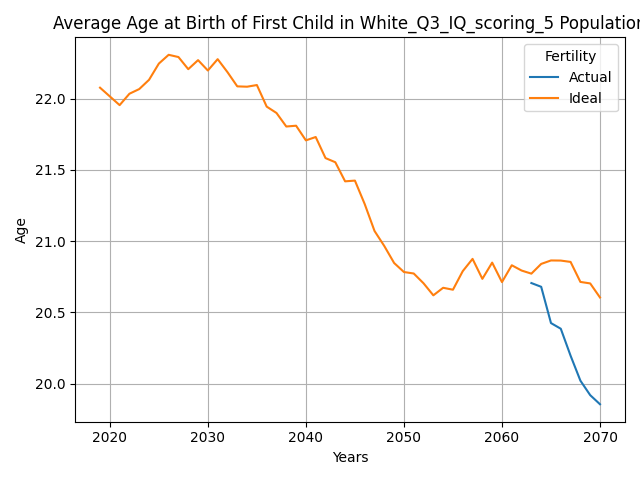 Average Age at Birth of First Child in White_Q3_IQ_scoring_5 Population
Fertility
Actual
Ideal
Age
22.0
21.5
21.0
20.5
20.0
2020 2030 2040 2050 2060 2070
Years